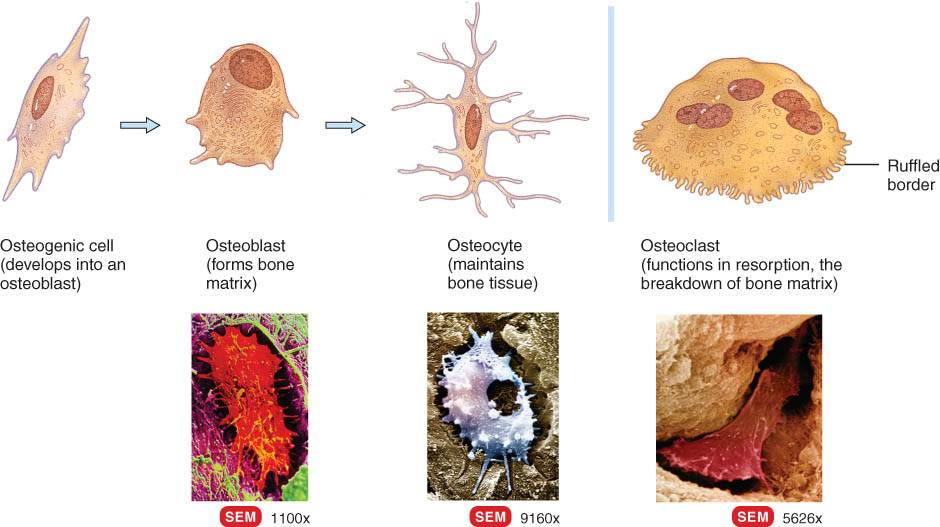 Ruffled
border
Osteogenic cell
(develops into an
osteoblast)
Osteoblast
(forms bone
matrix)
Osteocyte
(maintains
bone tissue)
Osteoclast
(functions in resorption, the
breakdown of bone matrix)
SEM 1100x
SEM 9160x
SEM 5626x